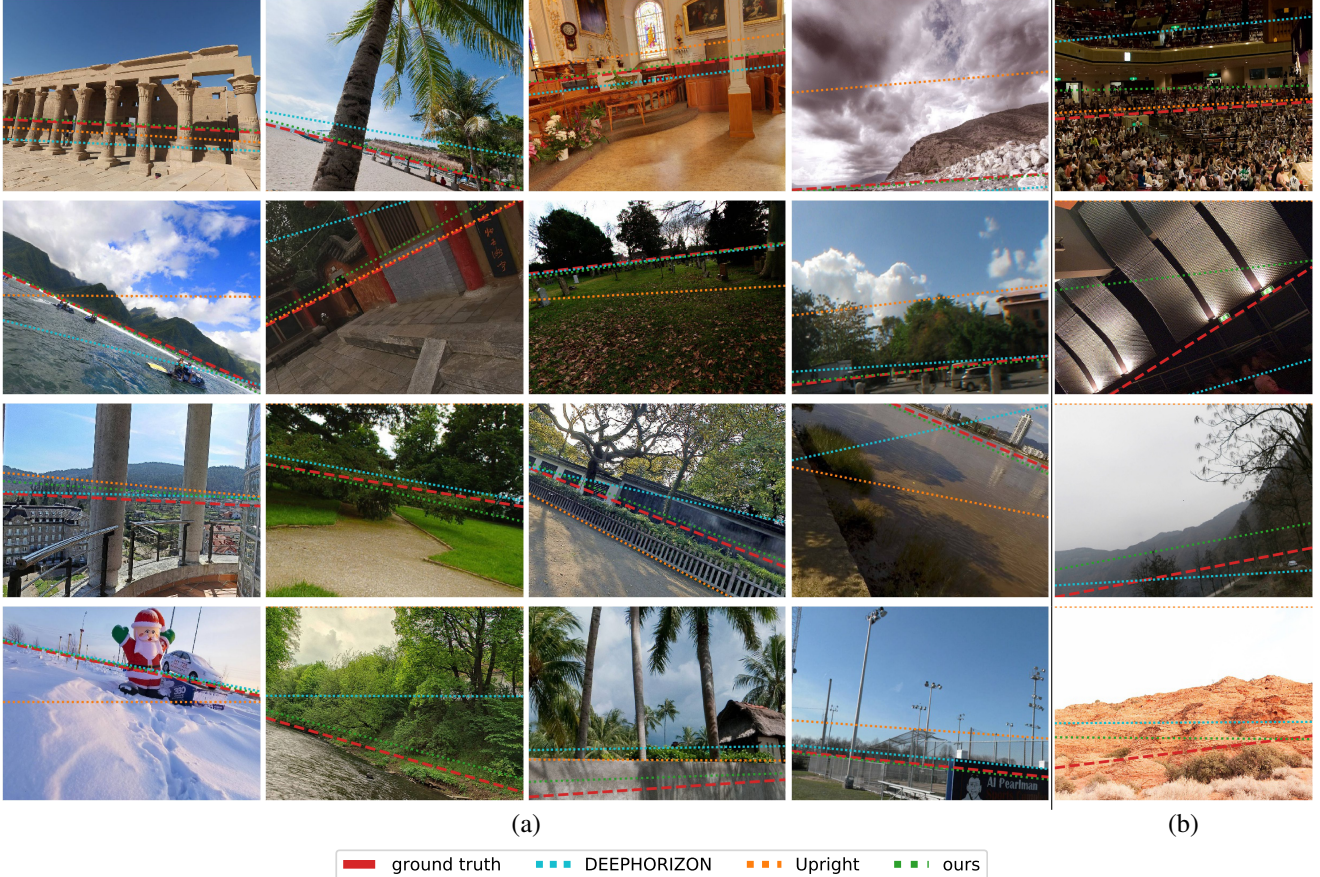 Al Pearlman
(a)
(b)
ground truth
DEEPHORIZON
Upright
ours